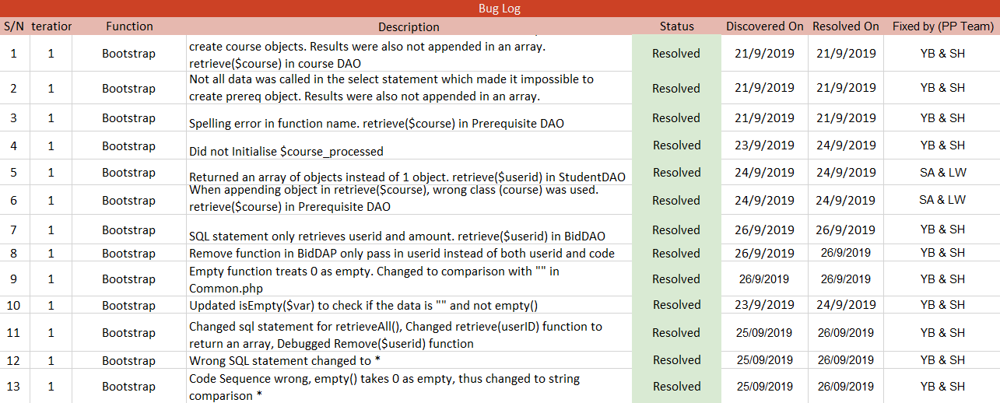 Bug Log
S/N teration Function Description Status Discovered On Resolved On Fixed by (PP Team)
create course objects. Results were also not appended in an array.
1 1 Bootstrap retrieve($course) in course DAO Resolved 21/9/2019 21/9/2019 YB & SH
Not all data was called in the select statement which made it impossible to
2 1 Bootstrap create prereq object. Results were also not appended in an array. Resolved 21/9/2019 21/9/2019 YB & SH
3 1 Bootstrap Spelling error in function name. retrieve($course) in Prerequisite DAO Resolved 21/9/2019 21/9/2019 YB & SH
4 1 Bootstrap Did not Initialise $course_processed Resolved 23/9/2019 24/9/2019 YB & SH
5 1 Bootstrap Returned an array of objects instead of 1 object. retrieve($userid) in StudentDAO Resolved 24/9/2019 24/9/2019 SA & LW
When appending object in retrieve($course), wrong class (course) was used.
6 1 Bootstrap retrieve($course) in Prerequisite DAO Resolved 24/9/2019 24/9/2019 SA & LW
7 1 Bootstrap SQL statement only retrieves userid and amount. retrieve($userid) in BidDAO Resolved 26/9/2019 26/9/2019 YB & SH
8 1 Bootstrap Remove function in BidDAP only pass in userid instead of both userid and code Resolved 26/9/2019 26/9/2019 YB & SH
Empty function treats 0 as empty. Changed to comparison with "" in
9 1 Bootstrap Common.php Resolved 26/9/2019 26/9/2019 YB & SH
10 1 Bootstrap Updated isEmpty($var) to check if the data is "" and not empty() Resolved 23/9/2019 24/9/2019 YB & SH
Changed sql statement for retrieveAll(), Changed retrieve(userID) function to
11 1 Bootstrap return an array, Debugged Remove($userid) function Resolved 25/09/2019 26/09/2019 YB & SH
12 1 Bootstrap Wrong SQL statement changed to * Resolved 25/09/2019 26/09/2019 YB & SH
Code Sequence wrong, empty() takes 0 as empty, thus changed to string
13 1 Bootstrap comparison * Resolved 25/09/2019 26/09/2019 YB & SH